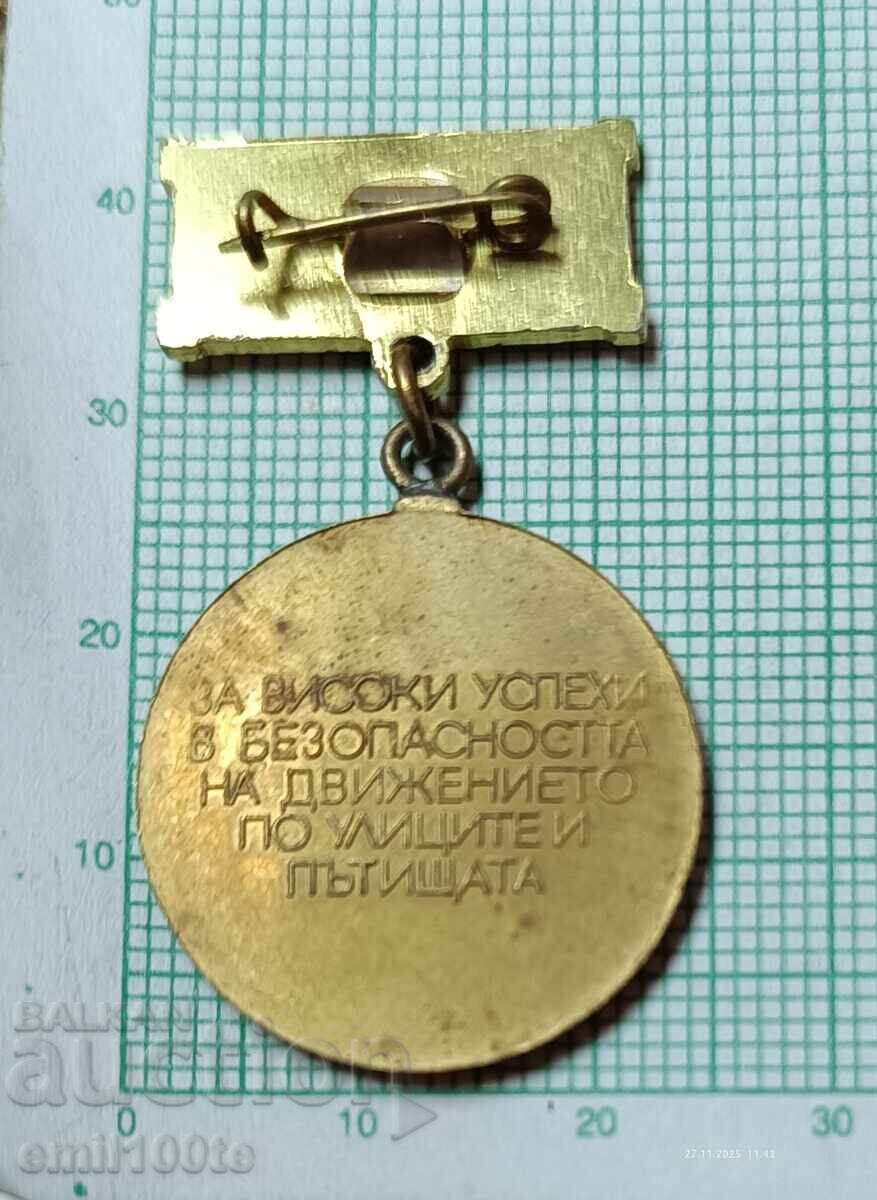 40
30
ЗА ВИСОКИ УСПЕХИ
В БЕЗОПАСНОСТТА
НА ДВИЖЕНИЕТО
ПО УЛИЦИТЕ И
ПЪТИЩАТА
20
10
0 10 20 30
BALKAN
auction
emil100te
27.11.2025 11:43